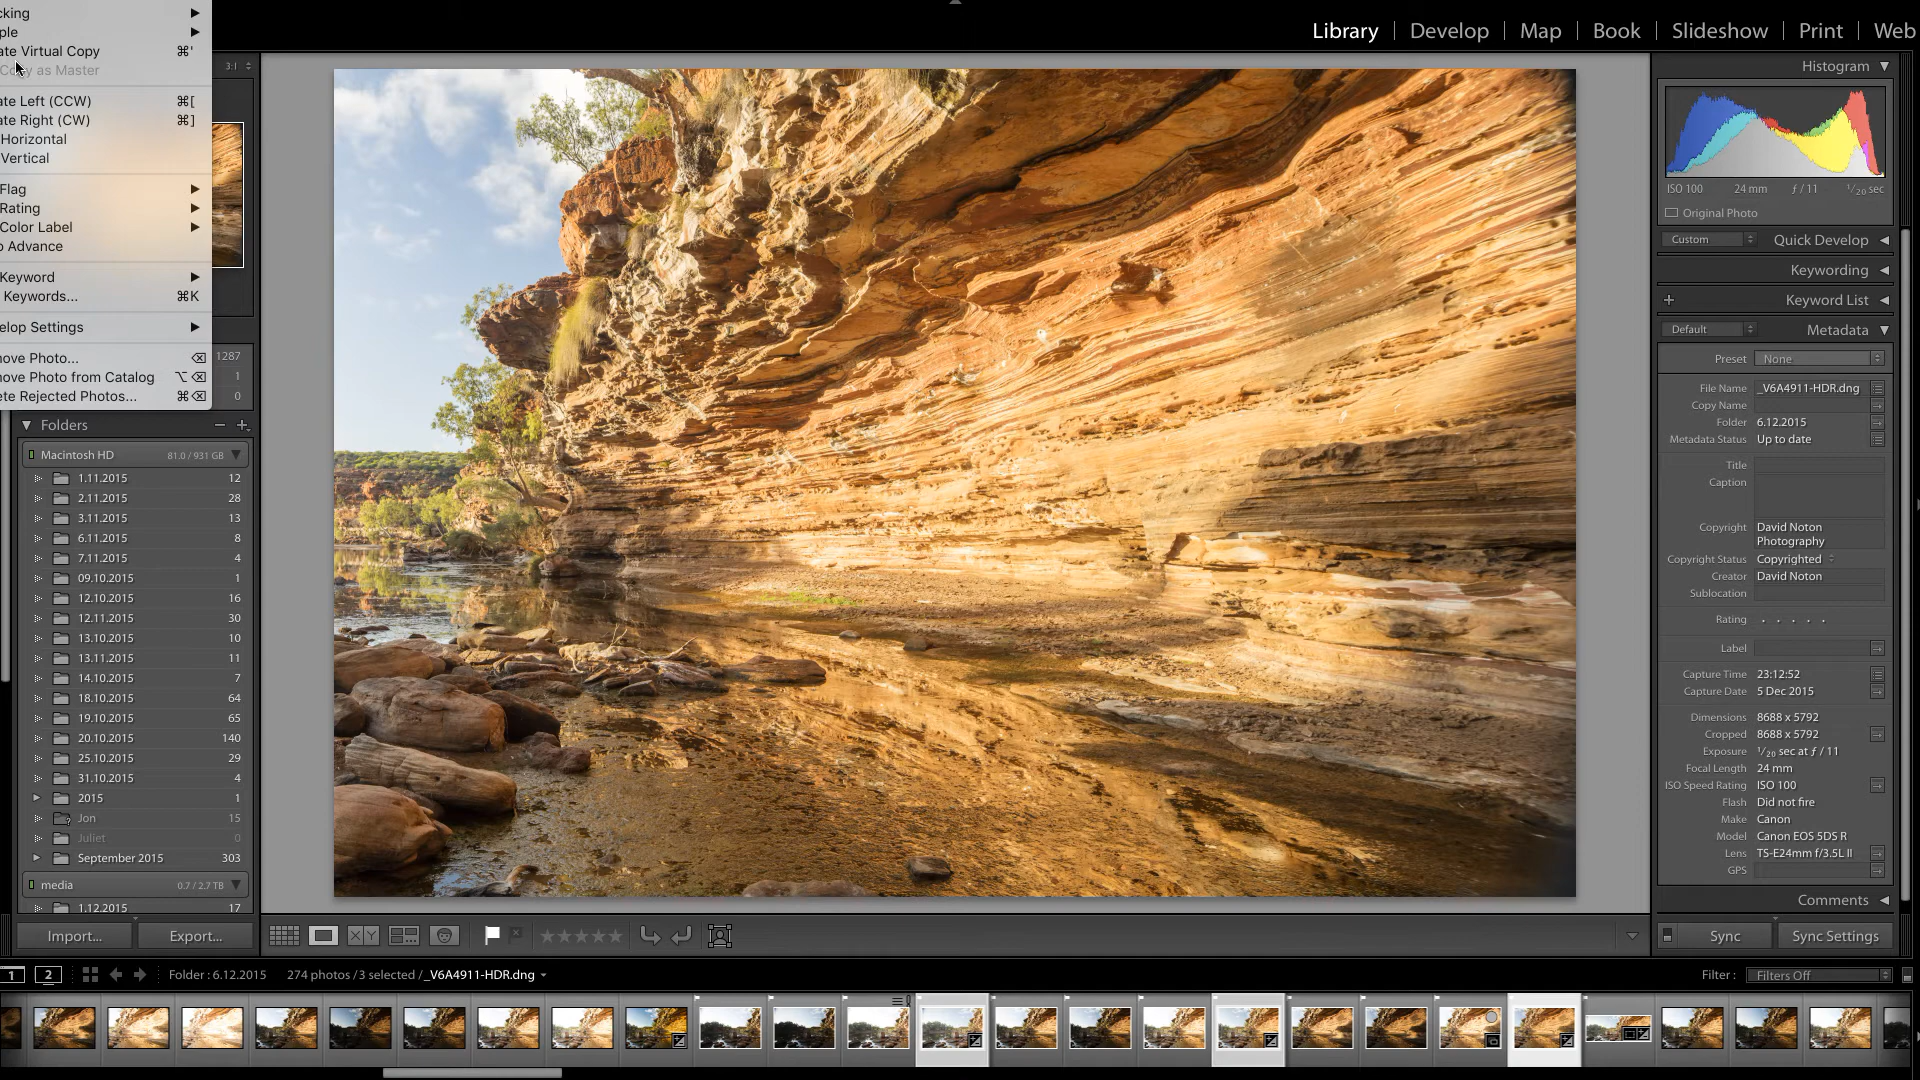 cking
ple
ate Virtual Copy ⌘'
Copy as Master
ate Left (CCW) ⌘[
ate Right (CW) ⌘]
Horizontal
Vertical
Flag
Rating
Color Label
o Advance
Keyword
Keywords... ⌘K
elop Settings
nove Photo... ⌫
nove Photo from Catalog ⌥⌫
ete Rejected Photos... ⌘⌫
3:1
1287
1
0
Folders
Macintosh HD 81.0 / 931 GB
1.11.2015 12
2.11.2015 28
3.11.2015 13
6.11.2015 8
7.11.2015 4
09.10.2015 1
12.10.2015 16
12.11.2015 30
13.10.2015 10
13.11.2015 11
14.10.2015 7
18.10.2015 64
19.10.2015 65
20.10.2015 140
25.10.2015 29
31.10.2015 4
2015 1
Jon 15
Juliet 0
September 2015 303
media 0.7 / 2.7 TB
1.12.2015 17
Import... Export...
Library Develop Map Book Slideshow Print Web
Histogram
ISO 100 24 mm ƒ / 11 1/20 sec
Original Photo
Custom Quick Develop
Keywording
Keyword List
Default Metadata
Preset None
File Name _V6A4911-HDR.dng
Copy Name
Folder 6.12.2015
Metadata Status Up to date
Title
Caption
Copyright David Noton
Photography
Copyright Status Copyrighted
Creator David Noton
Sublocation
Rating
Label
Capture Time 23:12:52
Capture Date 5 Dec 2015
Dimensions 8688 x 5792
Cropped 8688 x 5792
Exposure 1/20 sec at ƒ / 11
Focal Length 24 mm
ISO Speed Rating ISO 100
Flash Did not fire
Make Canon
Model Canon EOS 5DS R
Lens TS-E24mm f/3.5L II
GPS
Comments
Sync Sync Settings
X Y
1 2 Folder : 6.12.2015 274 photos / 3 selected / _V6A4911-HDR.dng
Filter : Filters Off